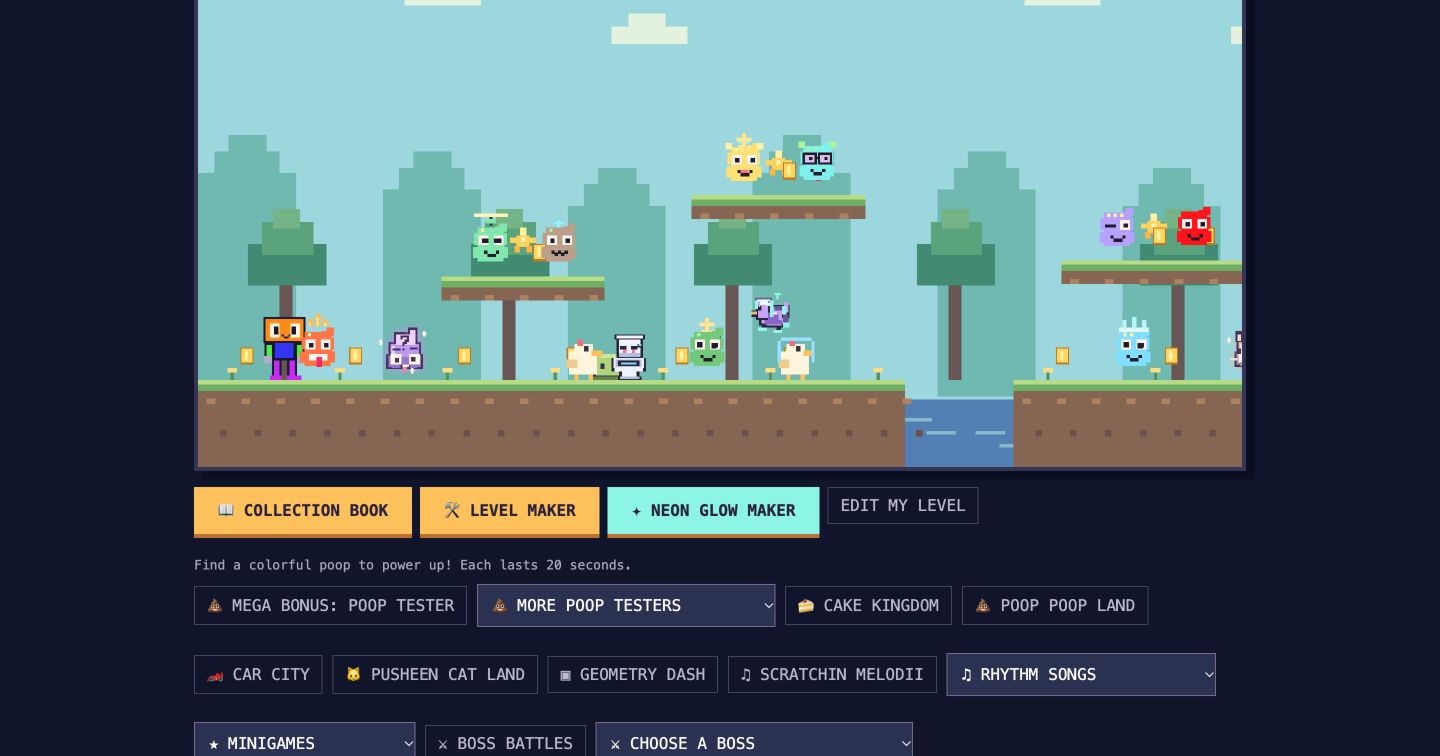 📖 COLLECTION BOOK
🛠 LEVEL MAKER
✦ NEON GLOW MAKER
EDIT MY LEVEL
Find a colorful poop to power up! Each lasts 20 seconds.
💩 MEGA BONUS: POOP TESTER
💩 MORE POOP TESTERS
🍰 CAKE KINGDOM
💩 POOP POOP LAND
🏎 CAR CITY
🐱 PUSHEEN CAT LAND
▣ GEOMETRY DASH
♫ SCRATCHIN MELODII
♫ RHYTHM SONGS
★ MINIGAMES
⚔ BOSS BATTLES
⚔ CHOOSE A BOSS